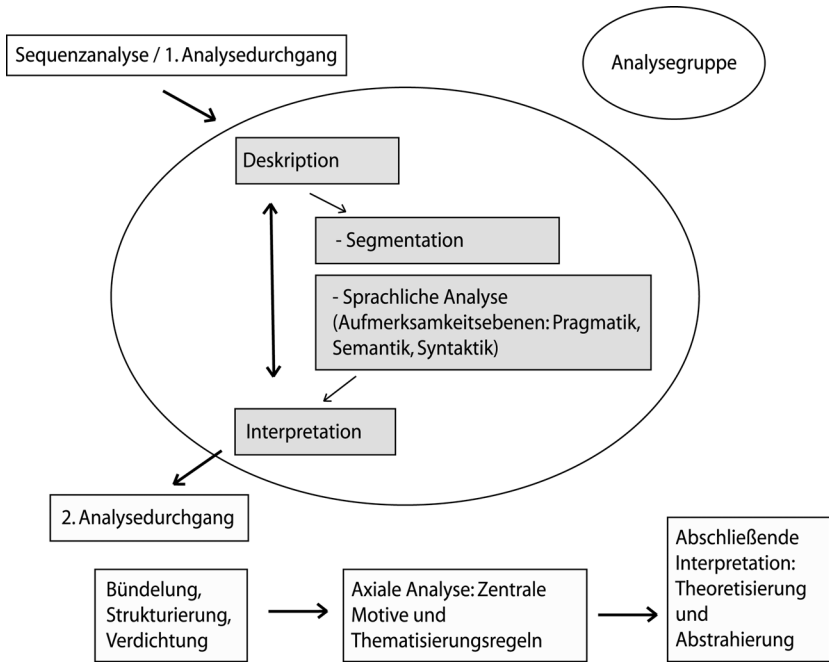 Sequenzanalyse / 1. Analysedurchgang
Analysegruppe
Deskription
- Segmentation
- Sprachliche Analyse
(Aufmerksamkeitsebenen: Pragmatik,
Semantik, Syntaktik)
Interpretation
2. Analysedurchgang
Bündelung,
Strukturierung,
Verdichtung
Axiale Analyse: Zentrale
Motive und
Thematisierungsregeln
Abschließende
Interpretation:
Theoretisierung
und
Abstrahierung